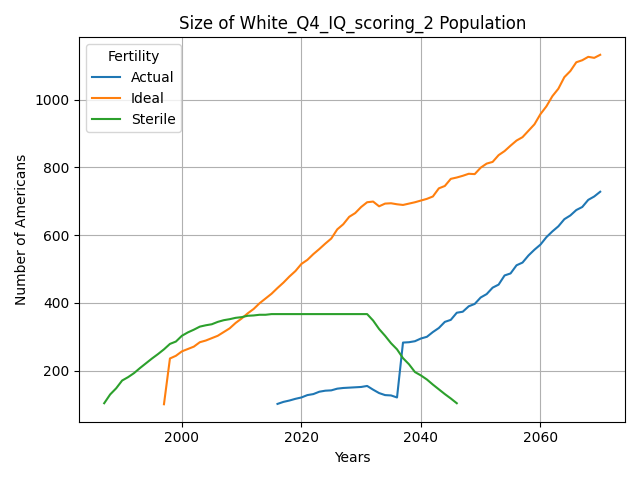 Size of White_Q4_IQ_scoring_2 Population
Fertility
Actual
Ideal
Sterile
Number of Americans
1000
800
600
400
200
2000
2020
2040
2060
Years